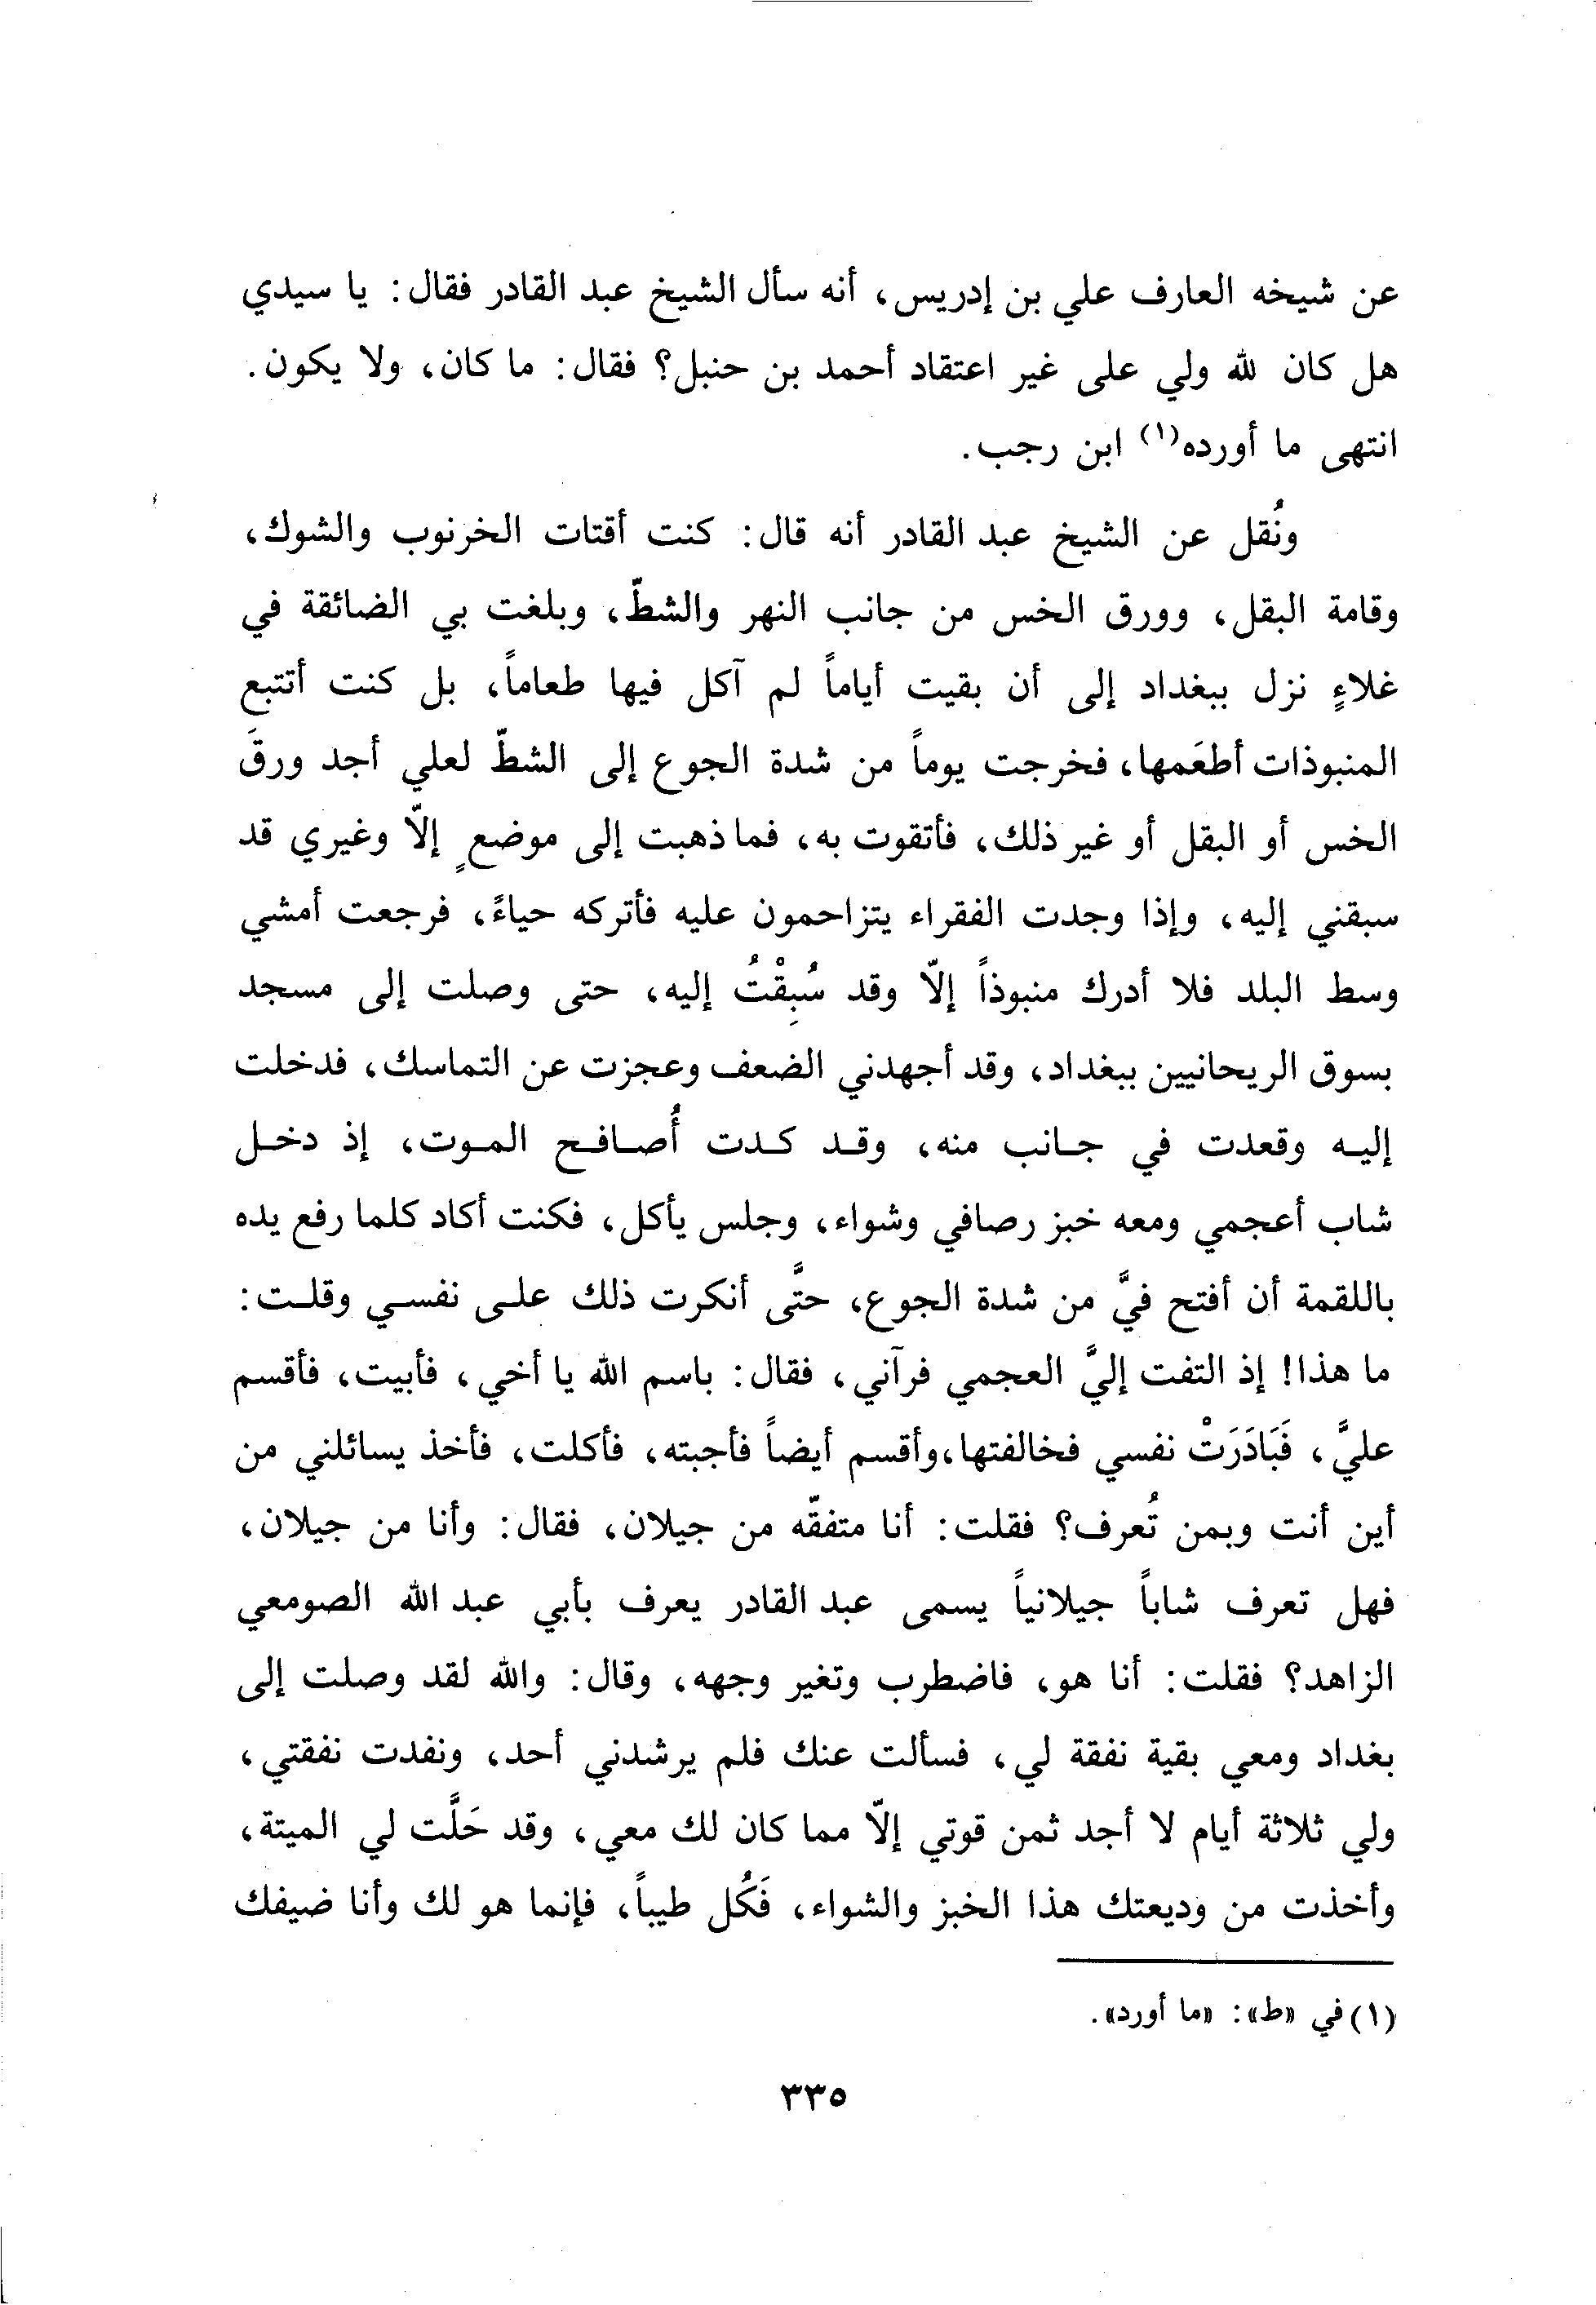 عن شيخه العارف علي بن إدريس، أنه سأل الشيخ عبد القادر فقال: يا سيدي
هل كان لله ولي على غير اعتقاد أحمد بن حنبل؟ فقال: ما كان، ولا يكون.
انتهى ما أورده(١) ابن رجب.
ونُقل عن الشيخ عبد القادر أنه قال: كنت أقتات الخرنوب والشوك،
وقامة البقل، وورق الخس من جانب النهر والشطّ، وبلغت بي الضائقة في
غلاءٍ نزل ببغداد إلى أن بقيت أياماً لم آكل فيها طعاماً، بل كنت أتتبع
المنبوذات أطعَمها، فخرجت يوماً من شدة الجوع إلى الشطّ لعلي أجد ورقَ
الخس أو البقل أو غير ذلك، فأتقوت به، فما ذهبت إلى موضعٍ إلّا وغيري قد
سبقني إليه، وإذا وجدت الفقراء يتزاحمون عليه فأتركه حياءً، فرجعت أمشي
وسط البلد فلا أدرك منبوذاً إلّا وقد سُبِقْتُ إليه، حتى وصلت إلى مسجد
بسوق الريحانيين ببغداد، وقد أجهدني الضعف وعجزت عن التماسك، فدخلت
إليه وقعدت في جانب منه، وقد كدت أُصافح الموت، إذ دخل
شاب أعجمي ومعه خبز رصافي وشواء، وجلس يأكل، فكنت أكاد كلما رفع يده
باللقمة أن أفتح فيَّ من شدة الجوع، حتَّى أنكرت ذلك على نفسي وقلت:
ما هذا! إذ التفت إليَّ العجمي فرآني، فقال: باسم الله يا أخي، فأبيت، فأقسم
عليَّ، فَبَادَرَتْ نفسي فخالفتها،وأقسم أيضاً فأجبته، فأكلت، فأخذ يسائلني من
أين أنت وبمن تُعرف؟ فقلت: أنا متفقّه من جيلان، فقال: وأنا من جيلان،
فهل تعرف شاباً جيلانياً يسمى عبد القادر يعرف بأبي عبد الله الصومعي
الزاهد؟ فقلت: أنا هو، فاضطرب وتغير وجهه، وقال: والله لقد وصلت إلى
بغداد ومعي بقية نفقة لي، فسألت عنك فلم يرشدني أحد، ونفدت نفقتي،
ولي ثلاثة أيام لا أجد ثمن قوتي إلّا مما كان لك معي، وقد حَلَّت لي الميتة،
وأخذت من وديعتك هذا الخبز والشواء، فَكُل طيباً، فإنما هو لك وأنا ضيفك
(١) في «ط»: «ما أورد».
٣٣٥